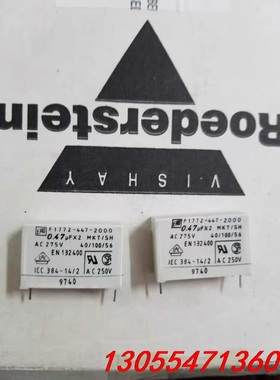 Roederstein
VISHAY
F1772-447-2000
0.47µFX2 MKT/SH
AC 275V 40/100/56
EN 132400
IEC 384-14/2 AC 250V
9740
F1772-447-2000
0.47µFX2 MKT/SH
AC 275V 40/100/56
EN 132400
IEC 384-14/2 AC 250V
9740
13055471360